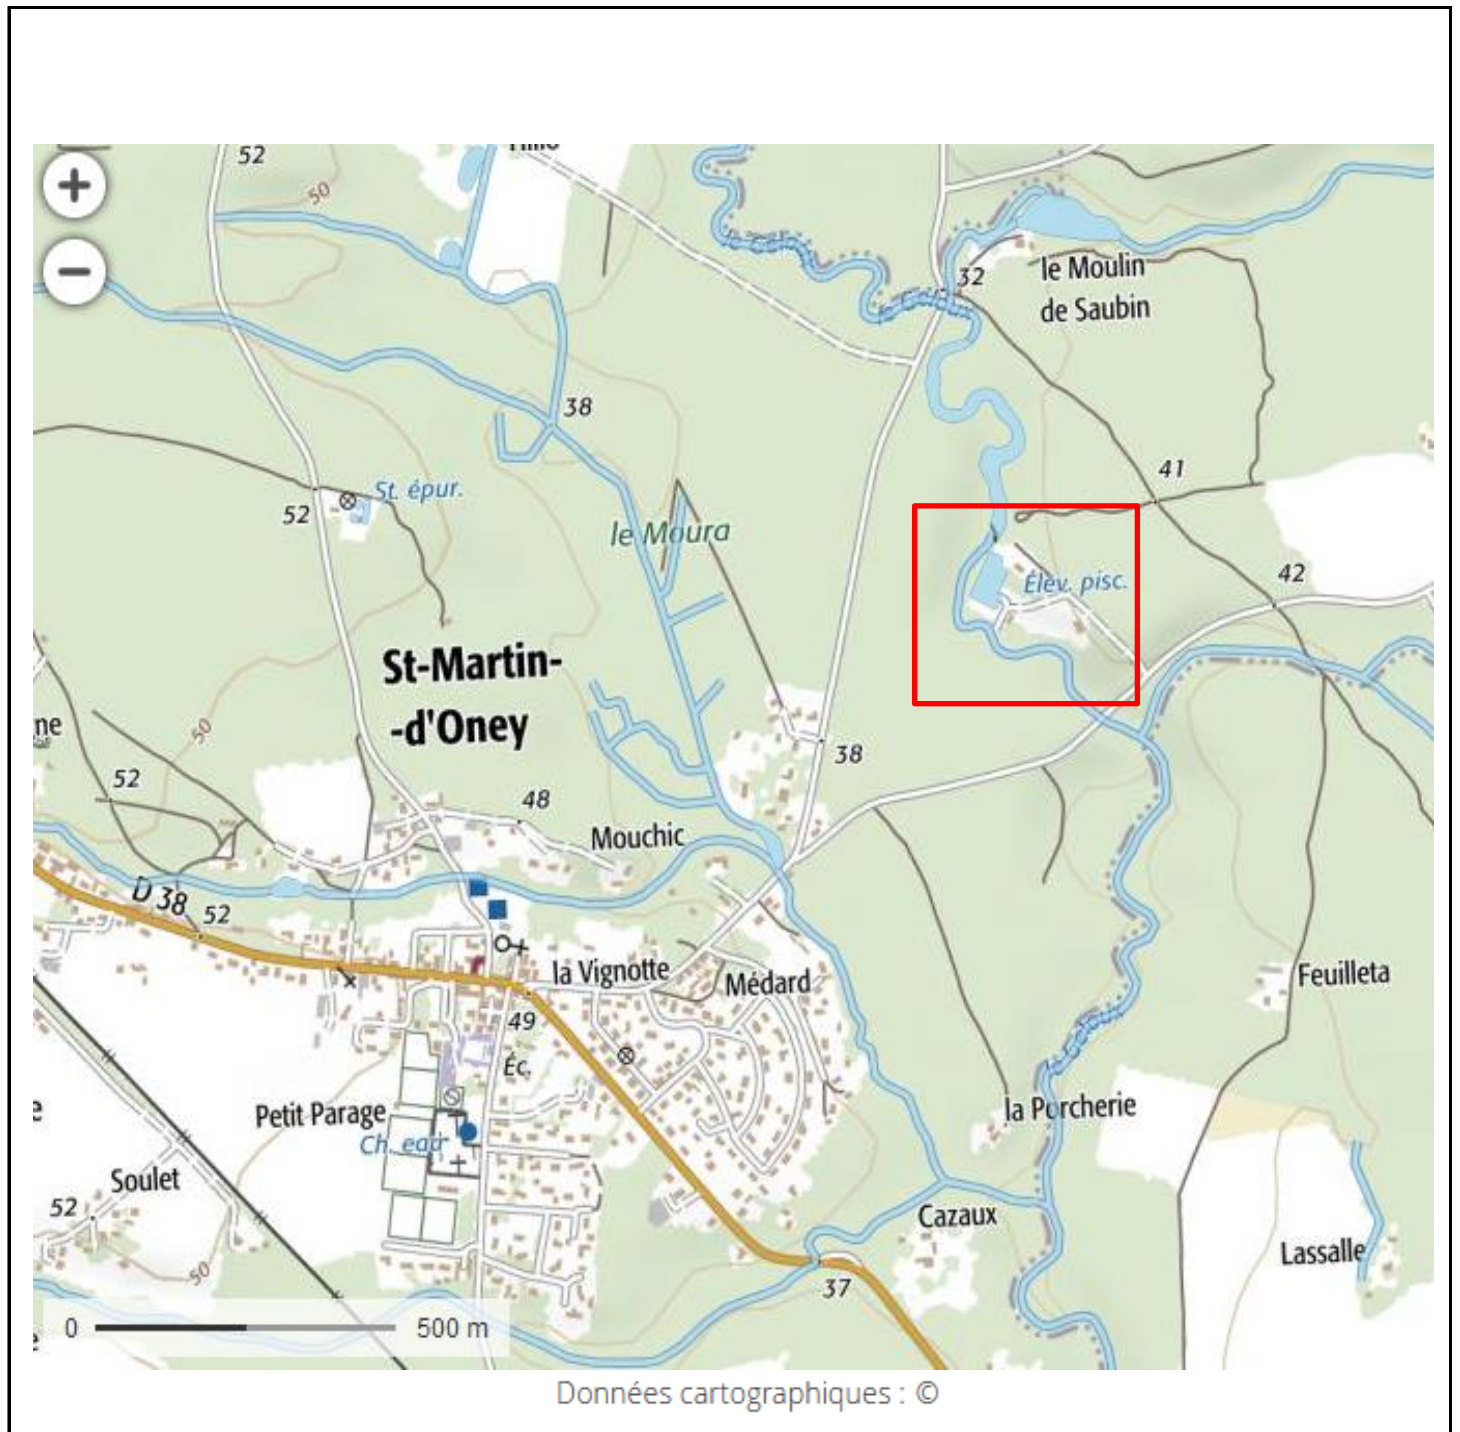 52
50
+
−
32
le Moulin
de Saubin
38
41
St. épur.
52
le Moura
42
Élev. pisc.
St-Martin-
-d'Oney
ne
50
38
52
48
Mouchic
D 38
52
la Vignotte
Médard
Feuilleta
49
Éc.
Petit Parage
la Porcherie
Ch. eau
Soulet
52
Cazaux
Lassalle
50
37
0 500 m
Données cartographiques : ©